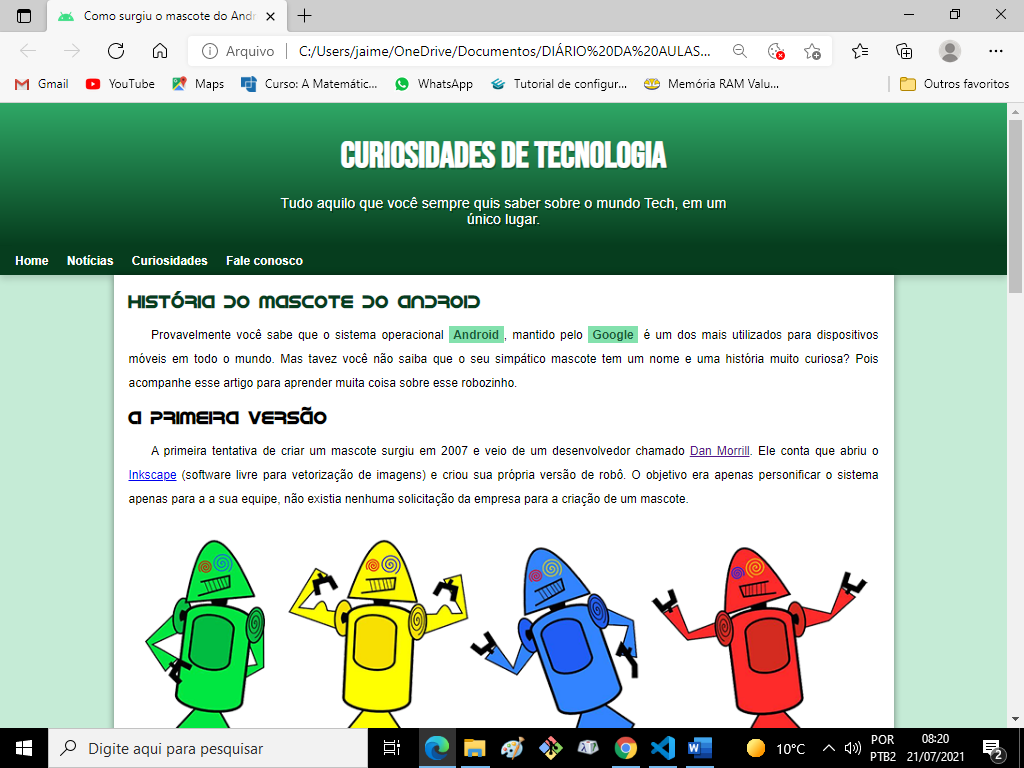 Como surgiu o mascote do Andr
Arquivo
C:/Users/jaime/OneDrive/Documentos/DIÁRIO%20DA%20AULAS...
Gmail
YouTube
Maps
Curso: A Matemátic...
WhatsApp
Tutorial de configur...
Memória RAM Valu...
Outros favoritos
CURIOSIDADES DE TECNOLOGIA
Tudo aquilo que você sempre quis saber sobre o mundo Tech, em um
único lugar.
Home Notícias Curiosidades Fale conosco
História do Mascote do Android
Provavelmente você sabe que o sistema operacional Android, mantido pelo Google é um dos mais utilizados para dispositivos
móveis em todo o mundo. Mas tavez você não saiba que o seu simpático mascote tem um nome e uma história muito curiosa? Pois
acompanhe esse artigo para aprender muita coisa sobre esse robozinho.
A primeira versão
A primeira tentativa de criar um mascote surgiu em 2007 e veio de um desenvolvedor chamado Dan Morrill. Ele conta que abriu o
Inkscape (software livre para vetorização de imagens) e criou sua própria versão de robô. O objetivo era apenas personificar o sistema
apenas para a a sua equipe, não existia nenhuma solicitação da empresa para a criação de um mascote.
Digite aqui para pesquisar
10°C
POR
PTB2
08:20
21/07/2021
2